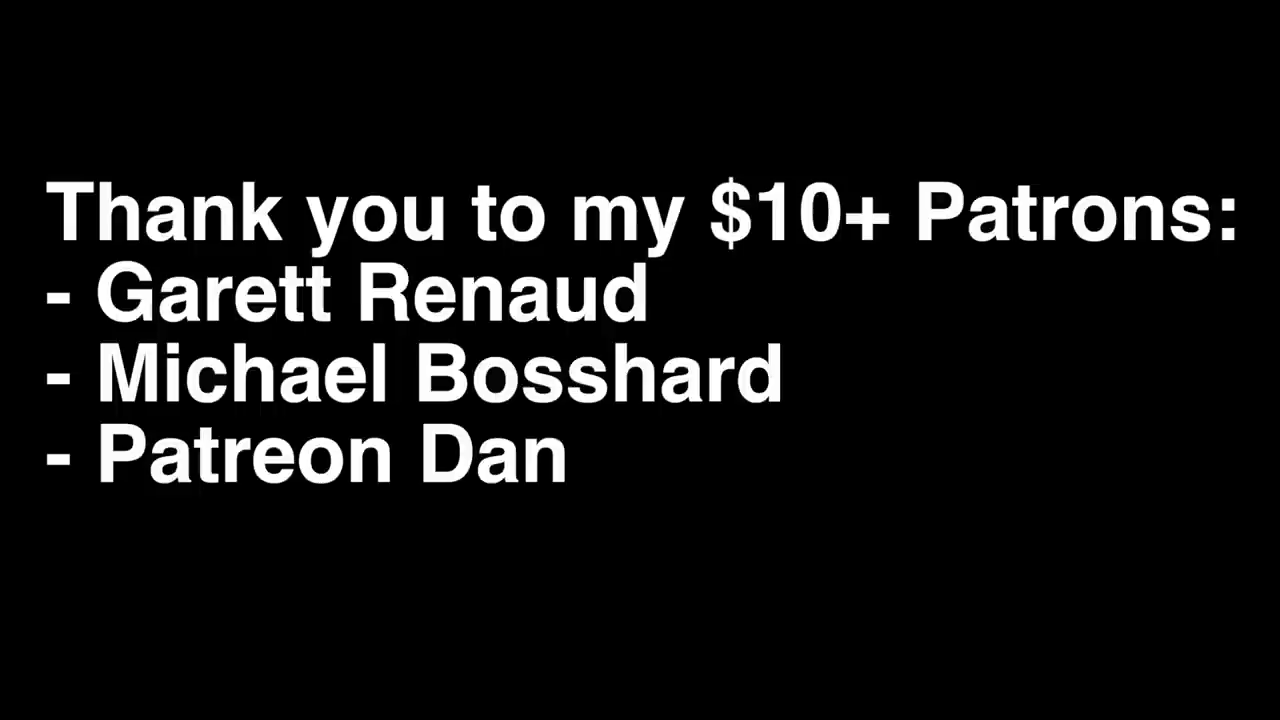 Thank you to my $10+ Patrons:
- Garett Renaud
- Michael Bosshard
- Patreon Dan